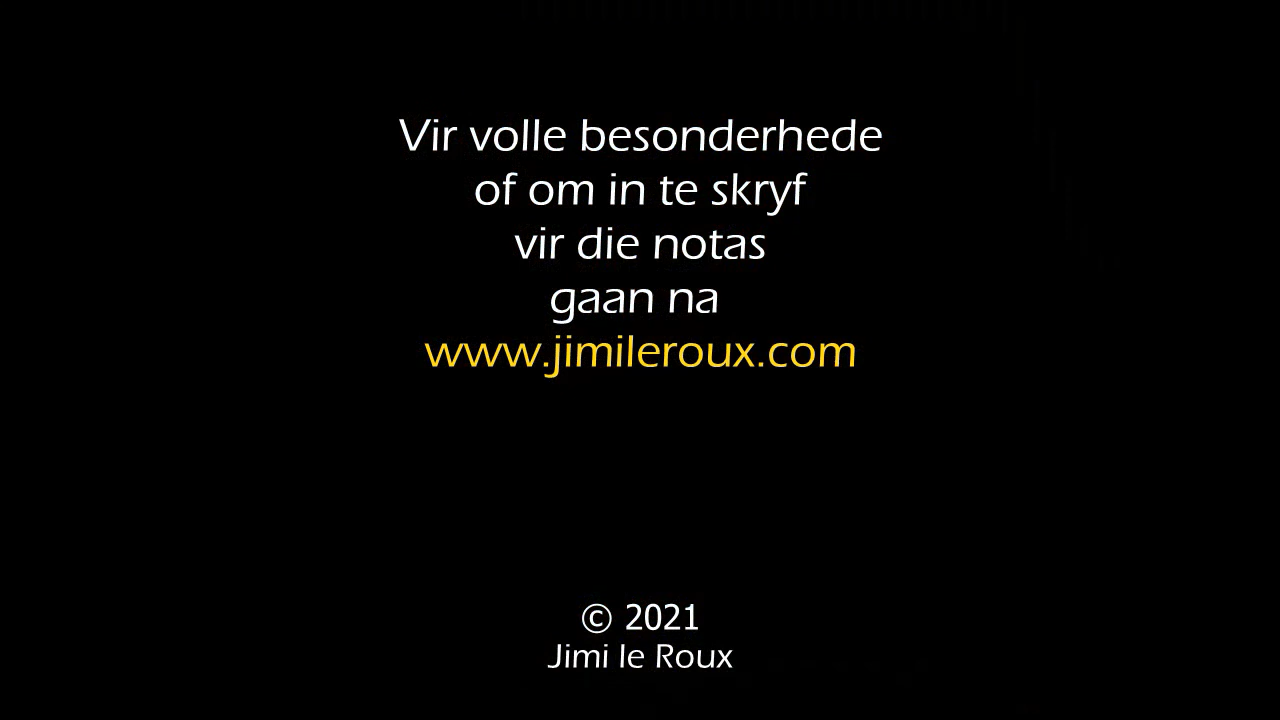 Vir volle besonderhede
of om in te skryf
vir die notas
gaan na
www.jimileroux.com
© 2021
Jimi le Roux